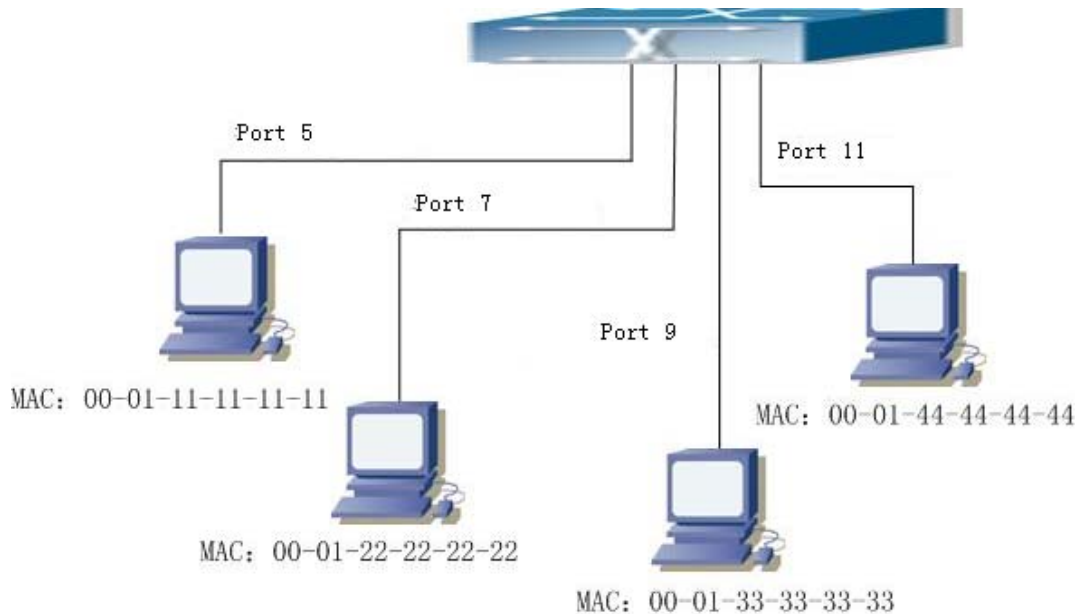 Port 5
Port 11
Port 7
Port 9
MAC: 00-01-11-11-11-11
MAC: 00-01-44-44-44-44
MAC: 00-01-22-22-22-22
MAC: 00-01-33-33-33-33